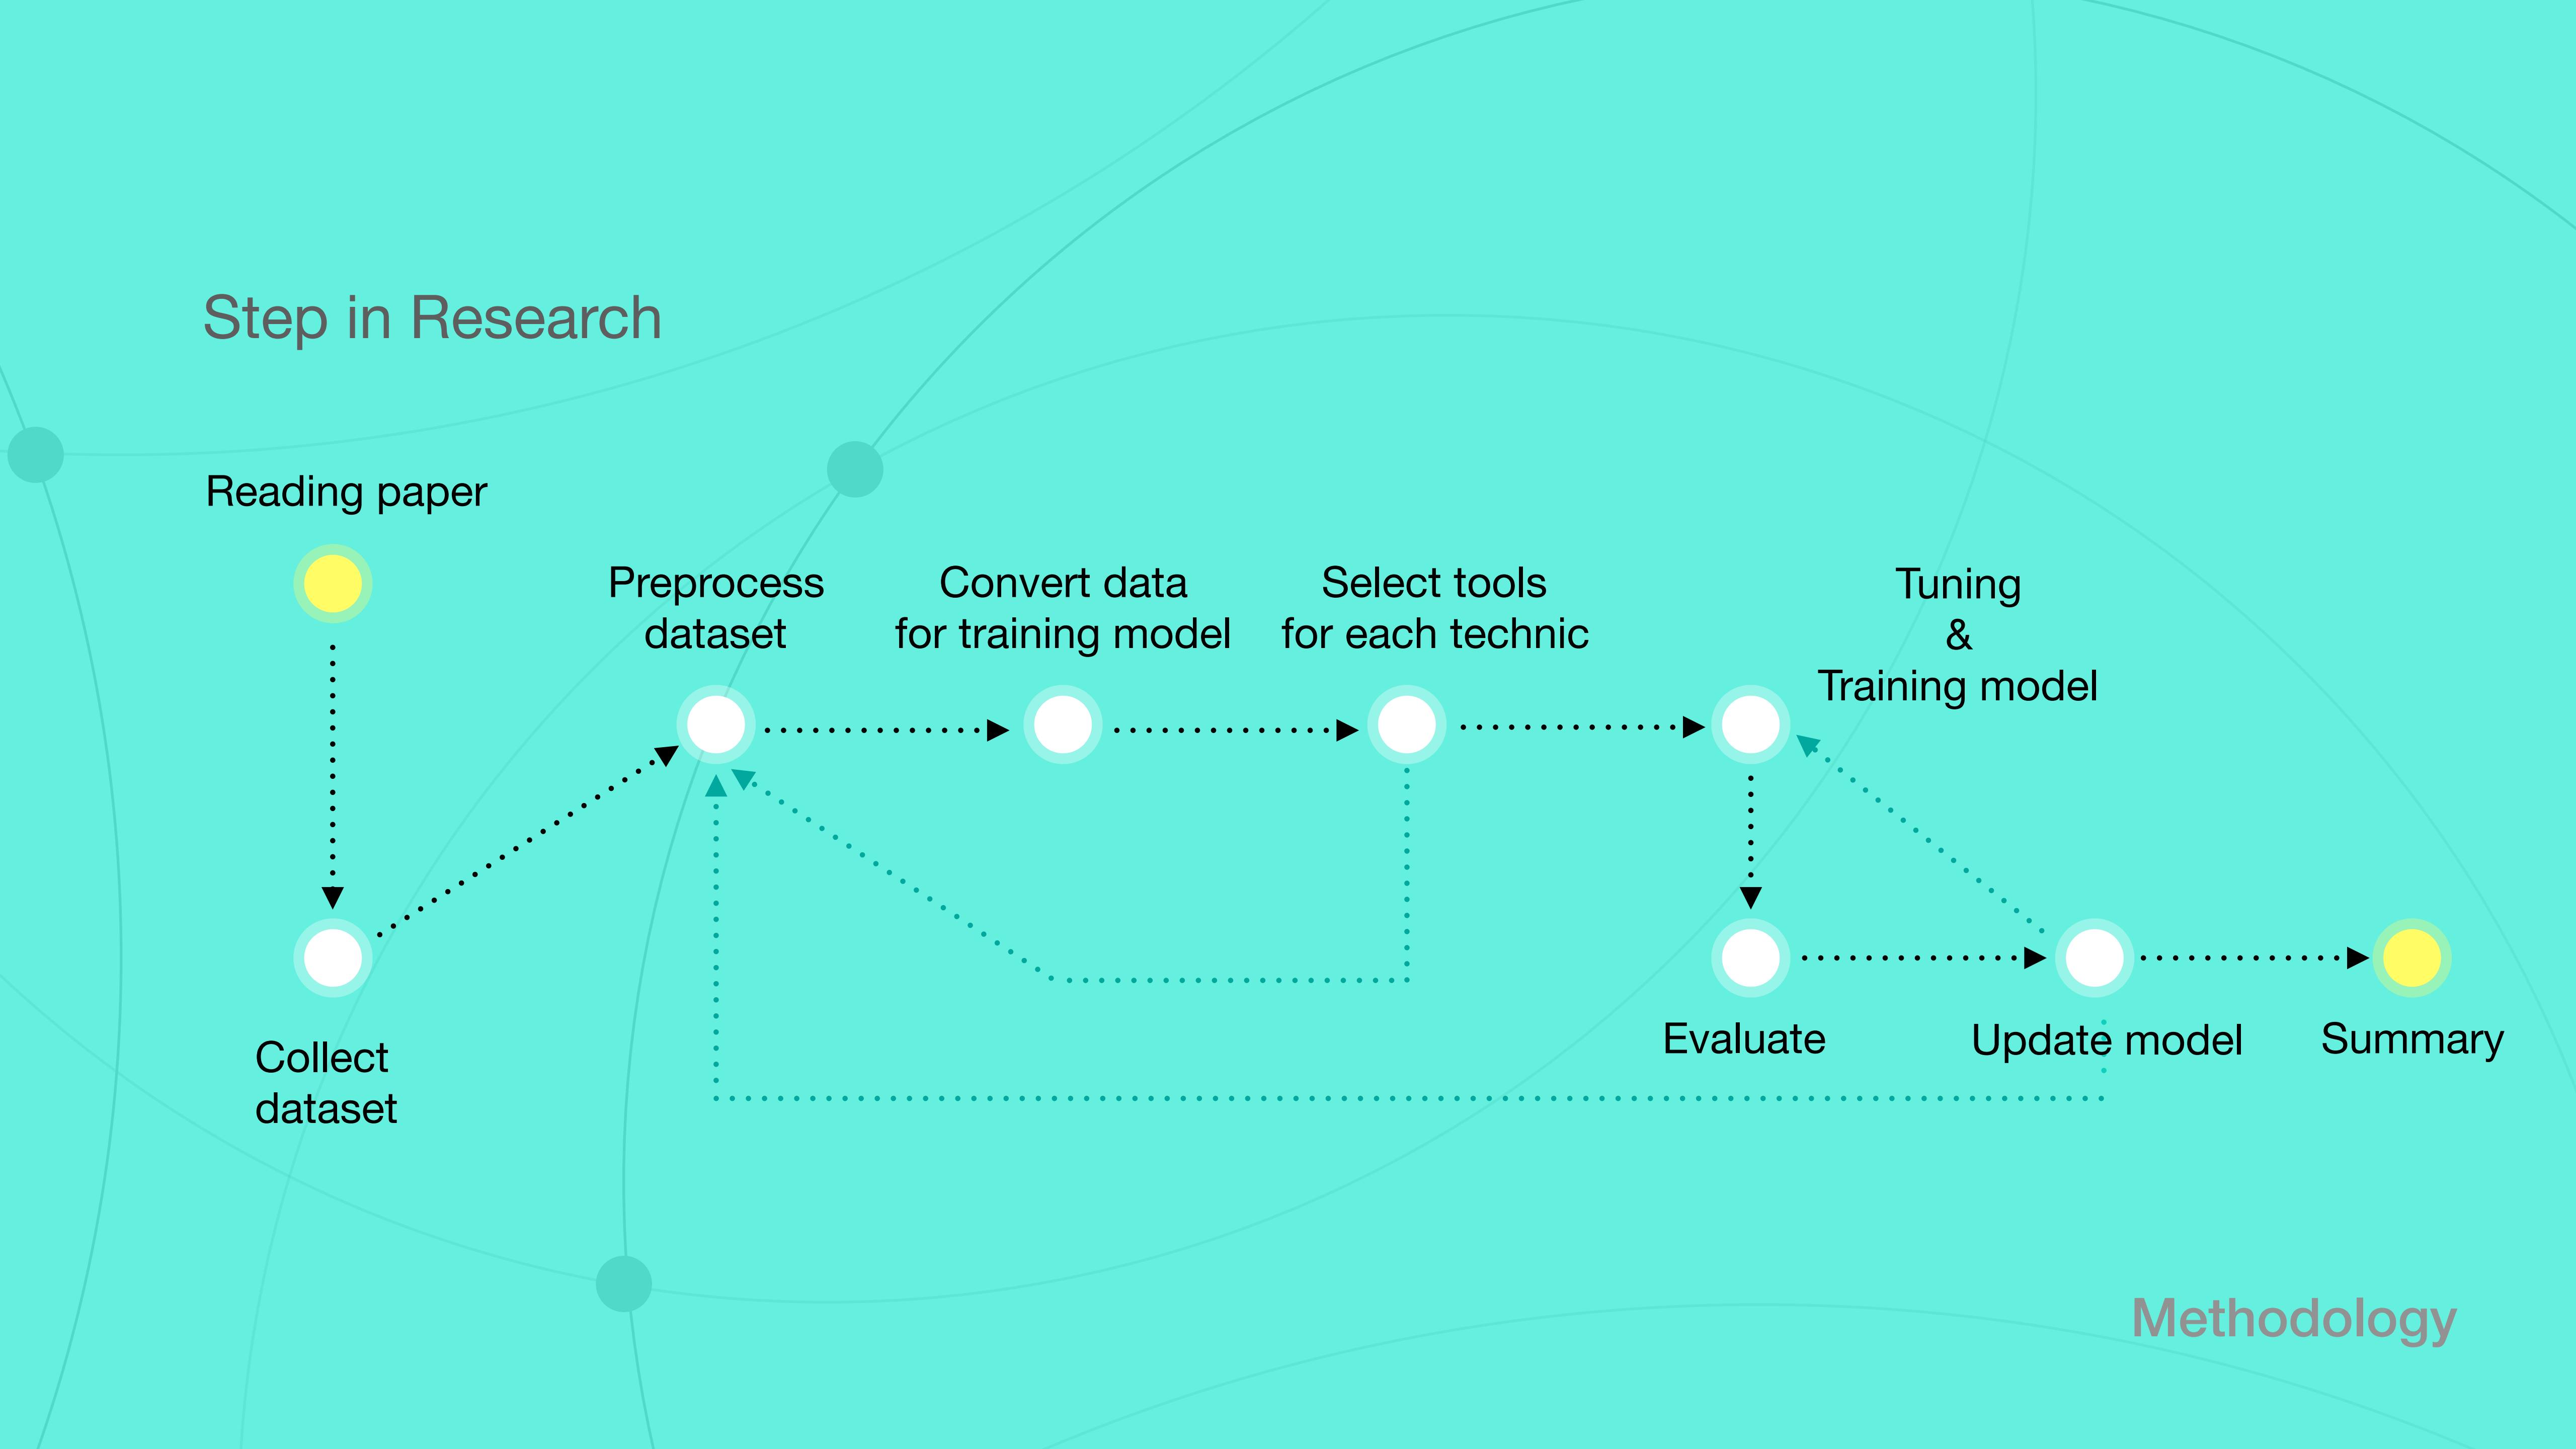 Step in Research
Reading paper
Collect
dataset
Preprocess
dataset
Convert data
for training model
Select tools
for each technic
Tuning
&
Training model
Evaluate
Update model
Summary
Methodology